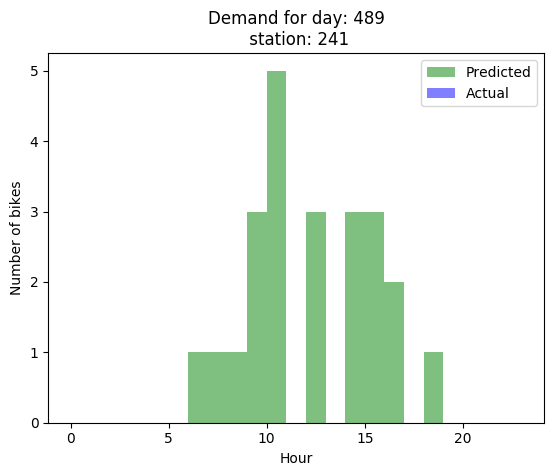 Demand for day: 489
station: 241
Predicted
Actual
Number of bikes
5
4
3
2
1
0
0 5 10 15 20
Hour